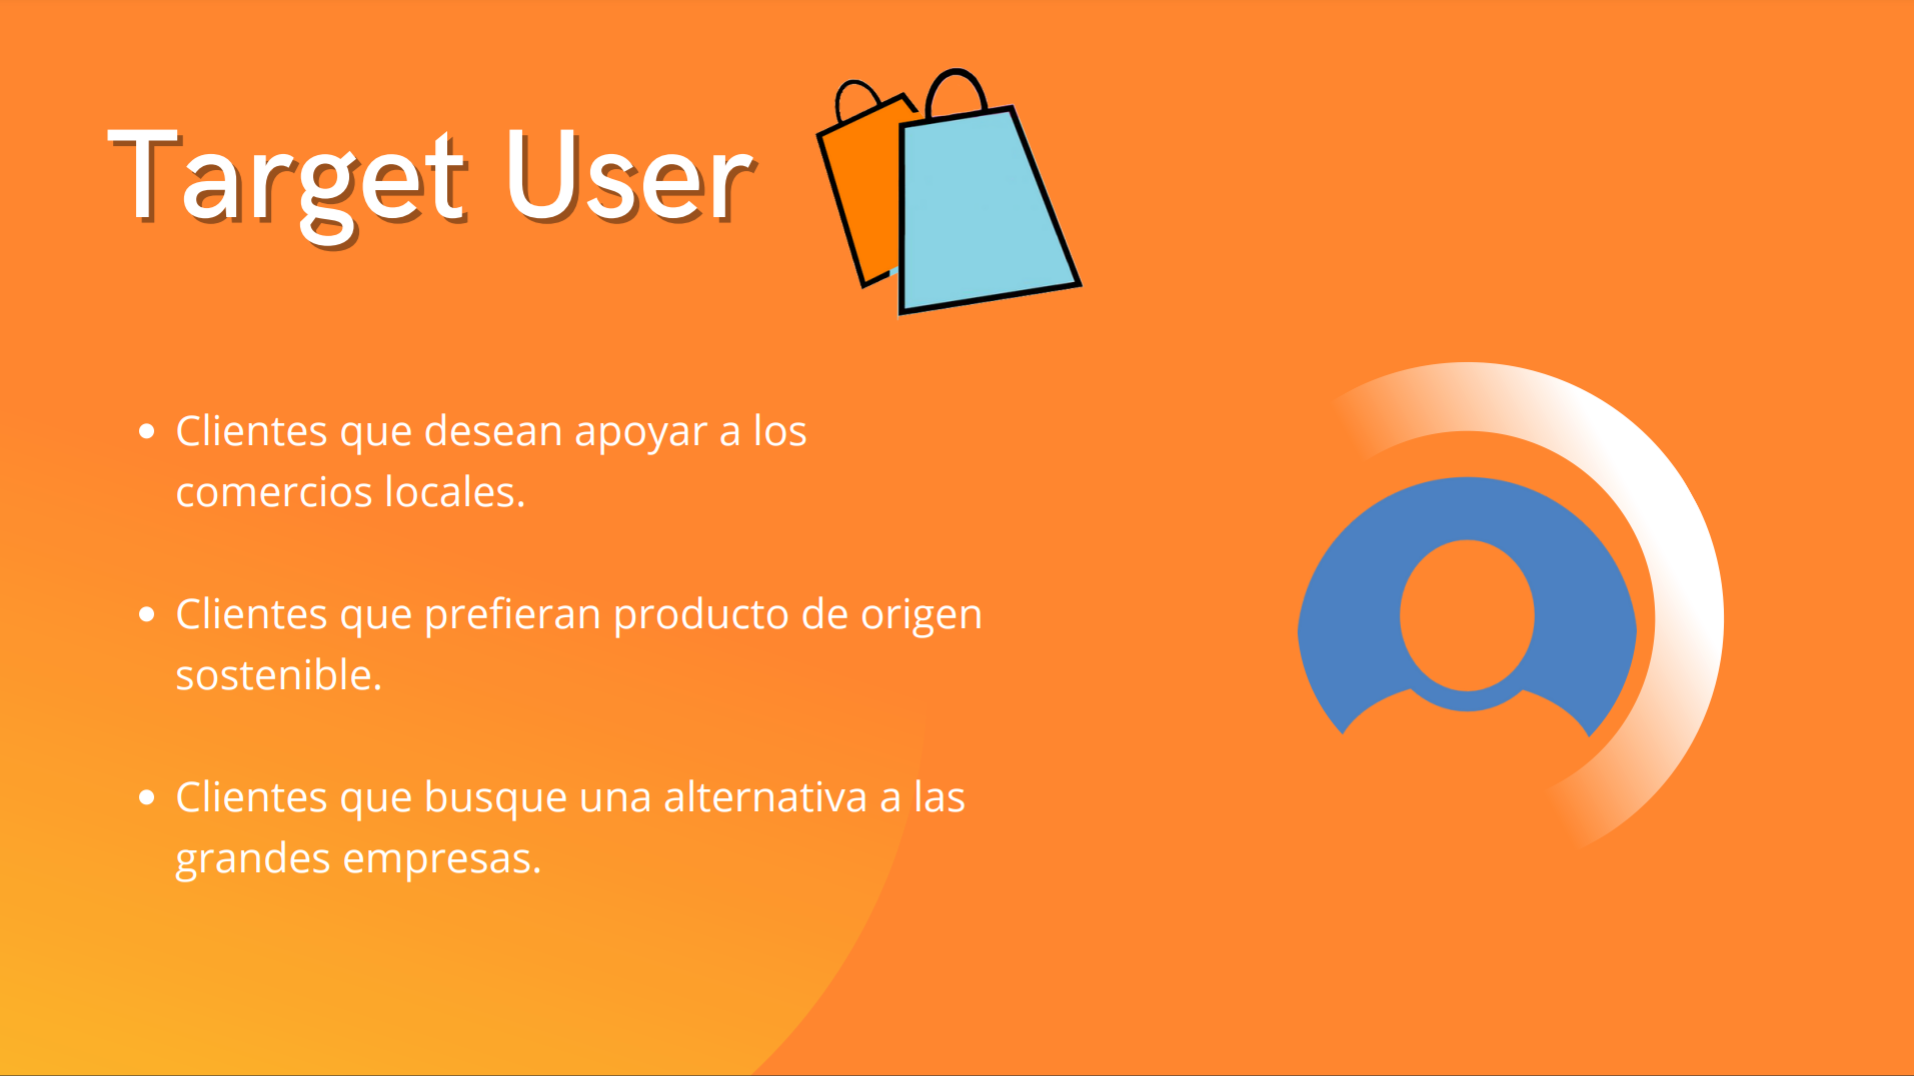 Target User
• Clientes que desean apoyar a los
comercios locales.
• Clientes que prefieran producto de origen
sostenible.
• Clientes que busque una alternativa a las
grandes empresas.